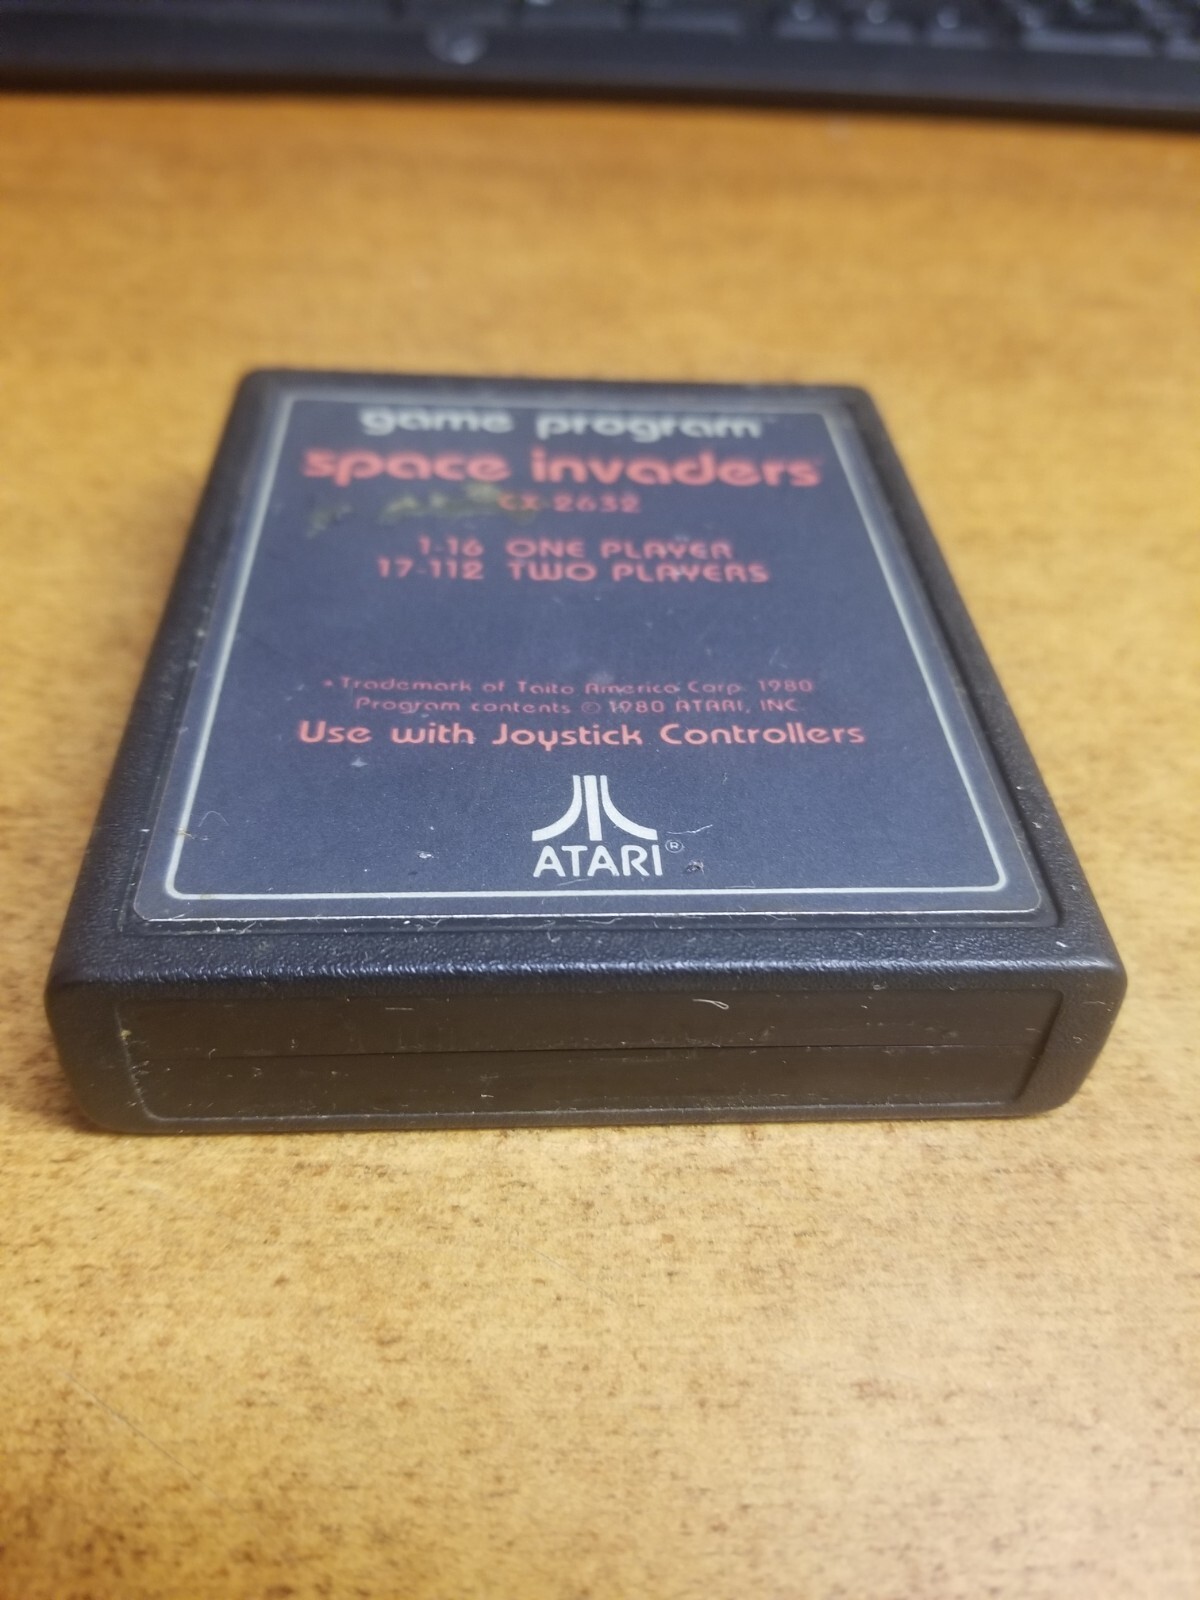 game program™
space invaders*
CX-2632
1-16 ONE PLAYER
17-112 TWO PLAYERS
*Trademark of Taito America Corp. 1980
Program contents © 1980 ATARI, INC.
Use with Joystick Controllers
ATARI®